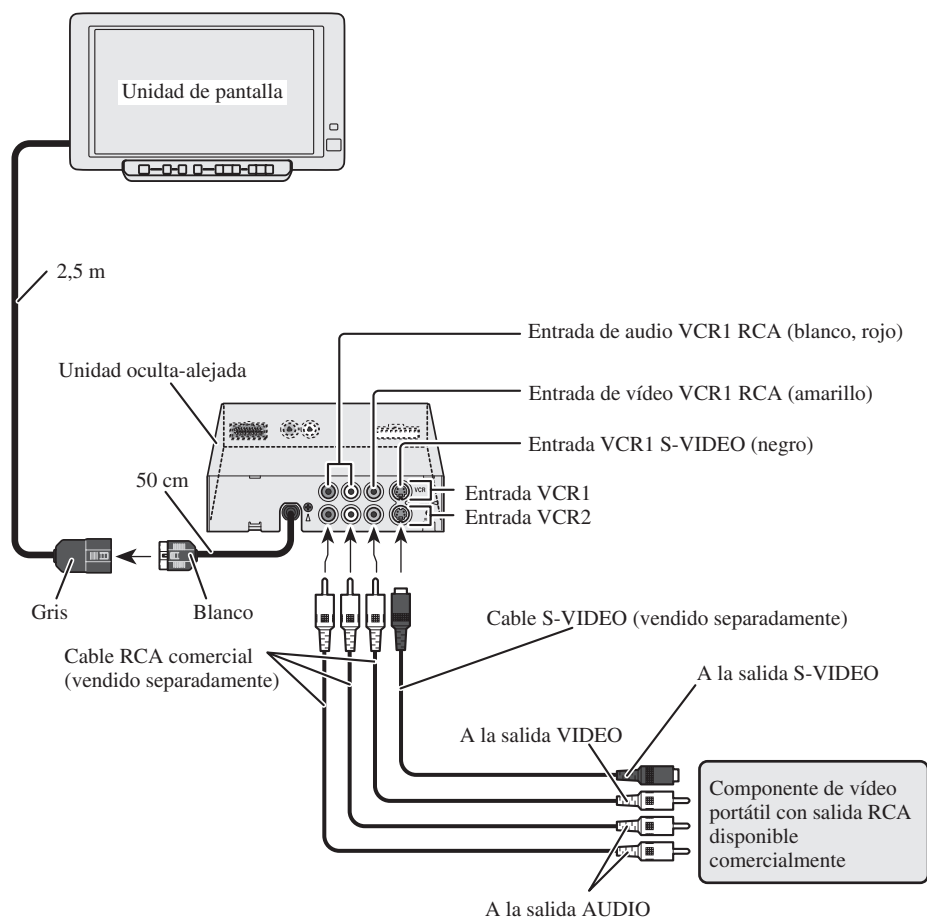 Unidad de pantalla
2,5 m
Entrada de audio VCR1 RCA (blanco, rojo)
Unidad oculta-alejada
Entrada de vídeo VCR1 RCA (amarillo)
Entrada VCR1 S-VIDEO (negro)
50 cm
VCR
Entrada VCR1
Entrada VCR2
Gris
Blanco
Cable S-VIDEO (vendido separadamente)
Cable RCA comercial
(vendido separadamente)
A la salida S-VIDEO
A la salida VIDEO
Componente de vídeo
portátil con salida RCA
disponible
comercialmente
A la salida AUDIO